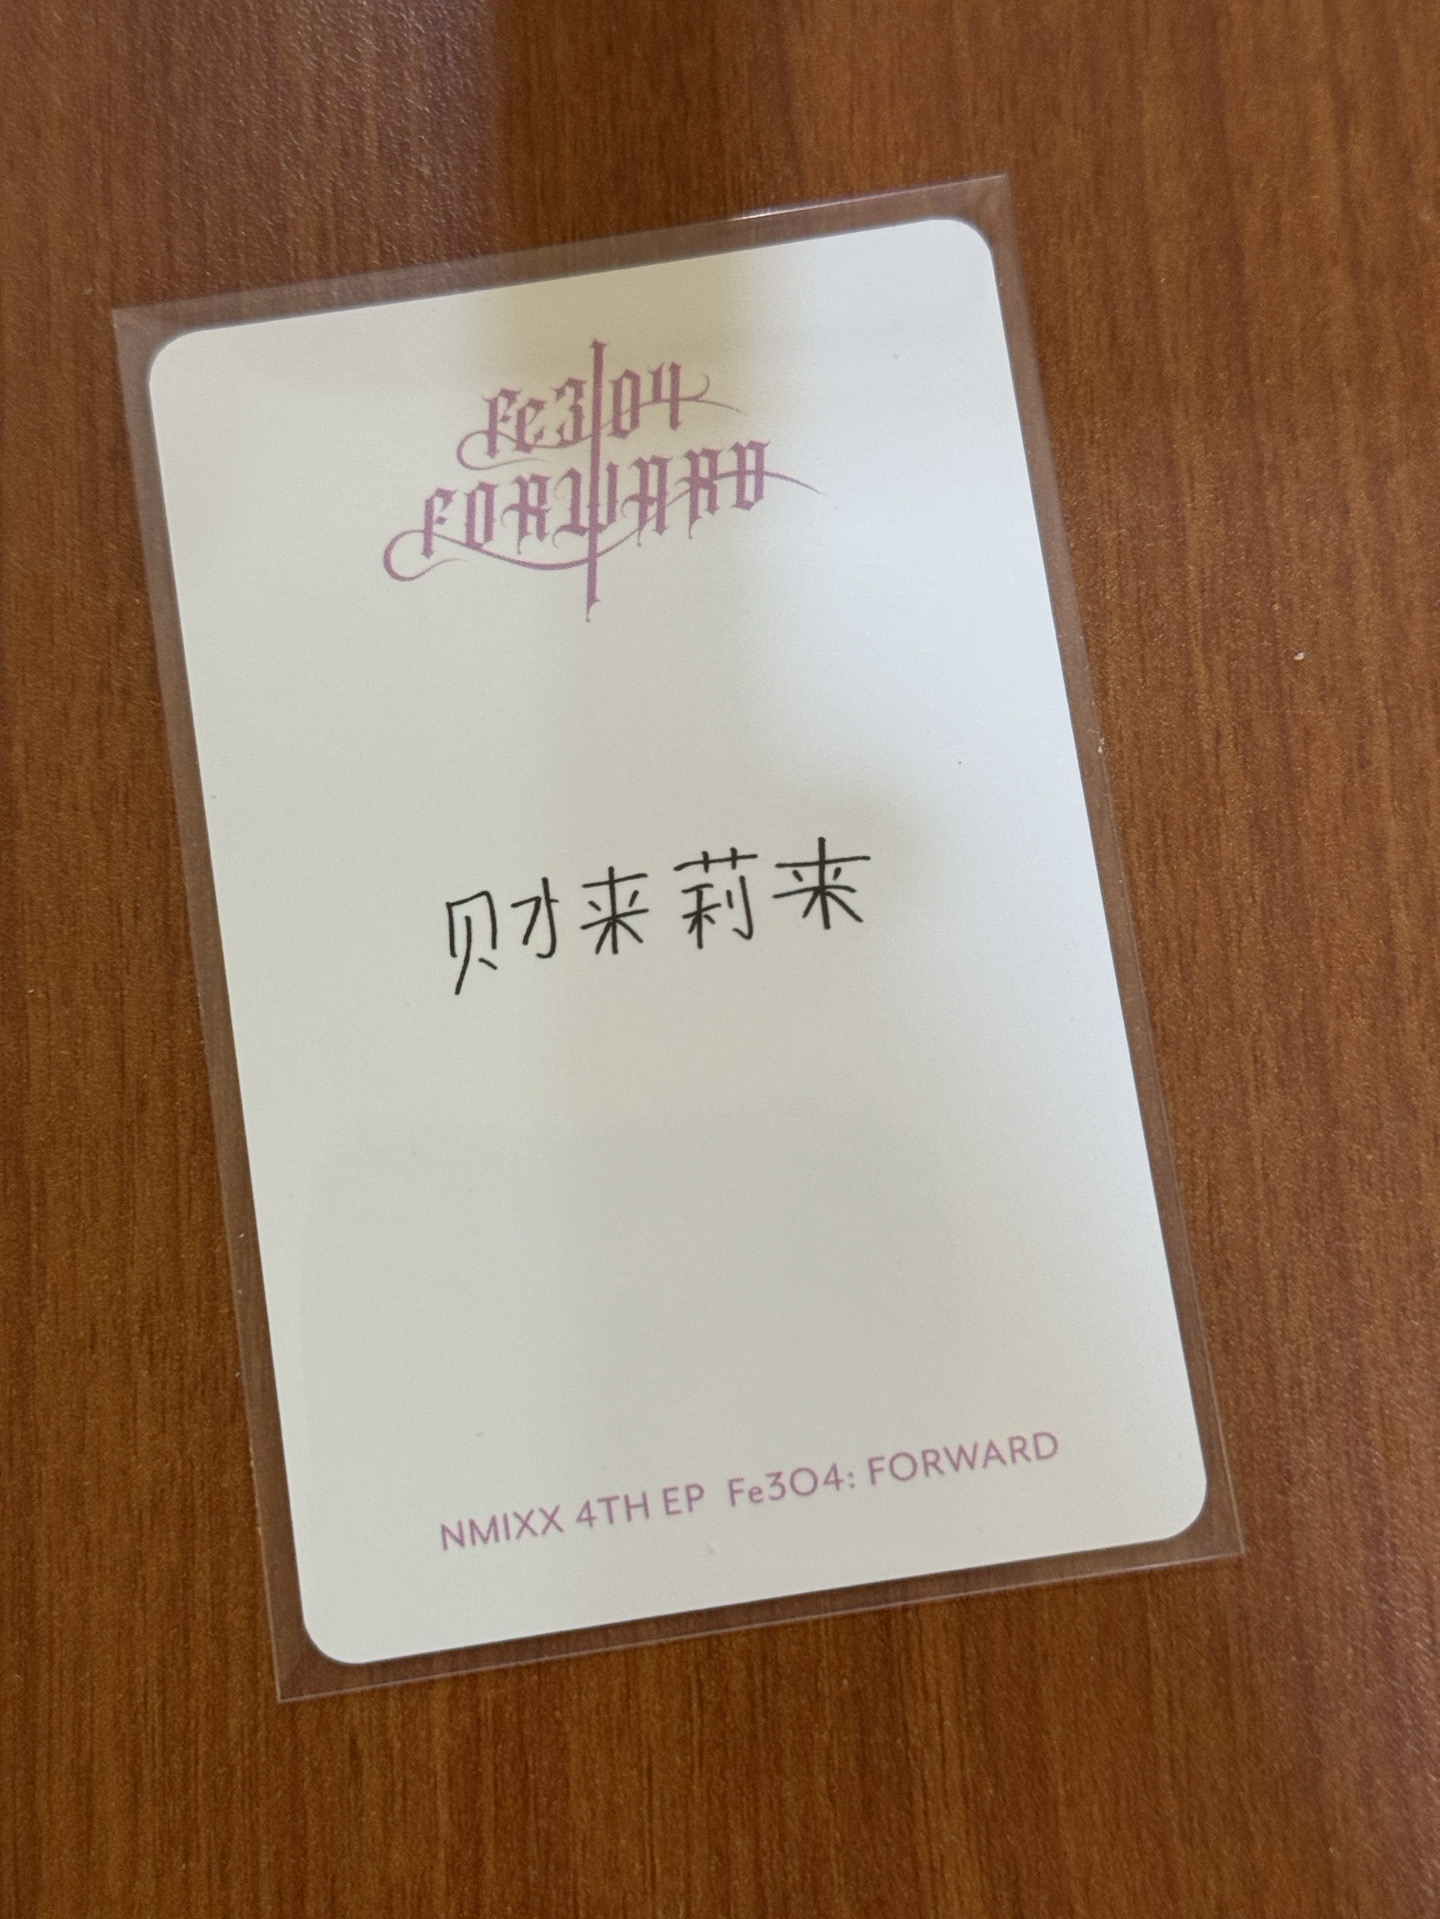 Fe3O4
FORWARD
财来莉来
NMIXX 4TH EP Fe3O4: FORWARD